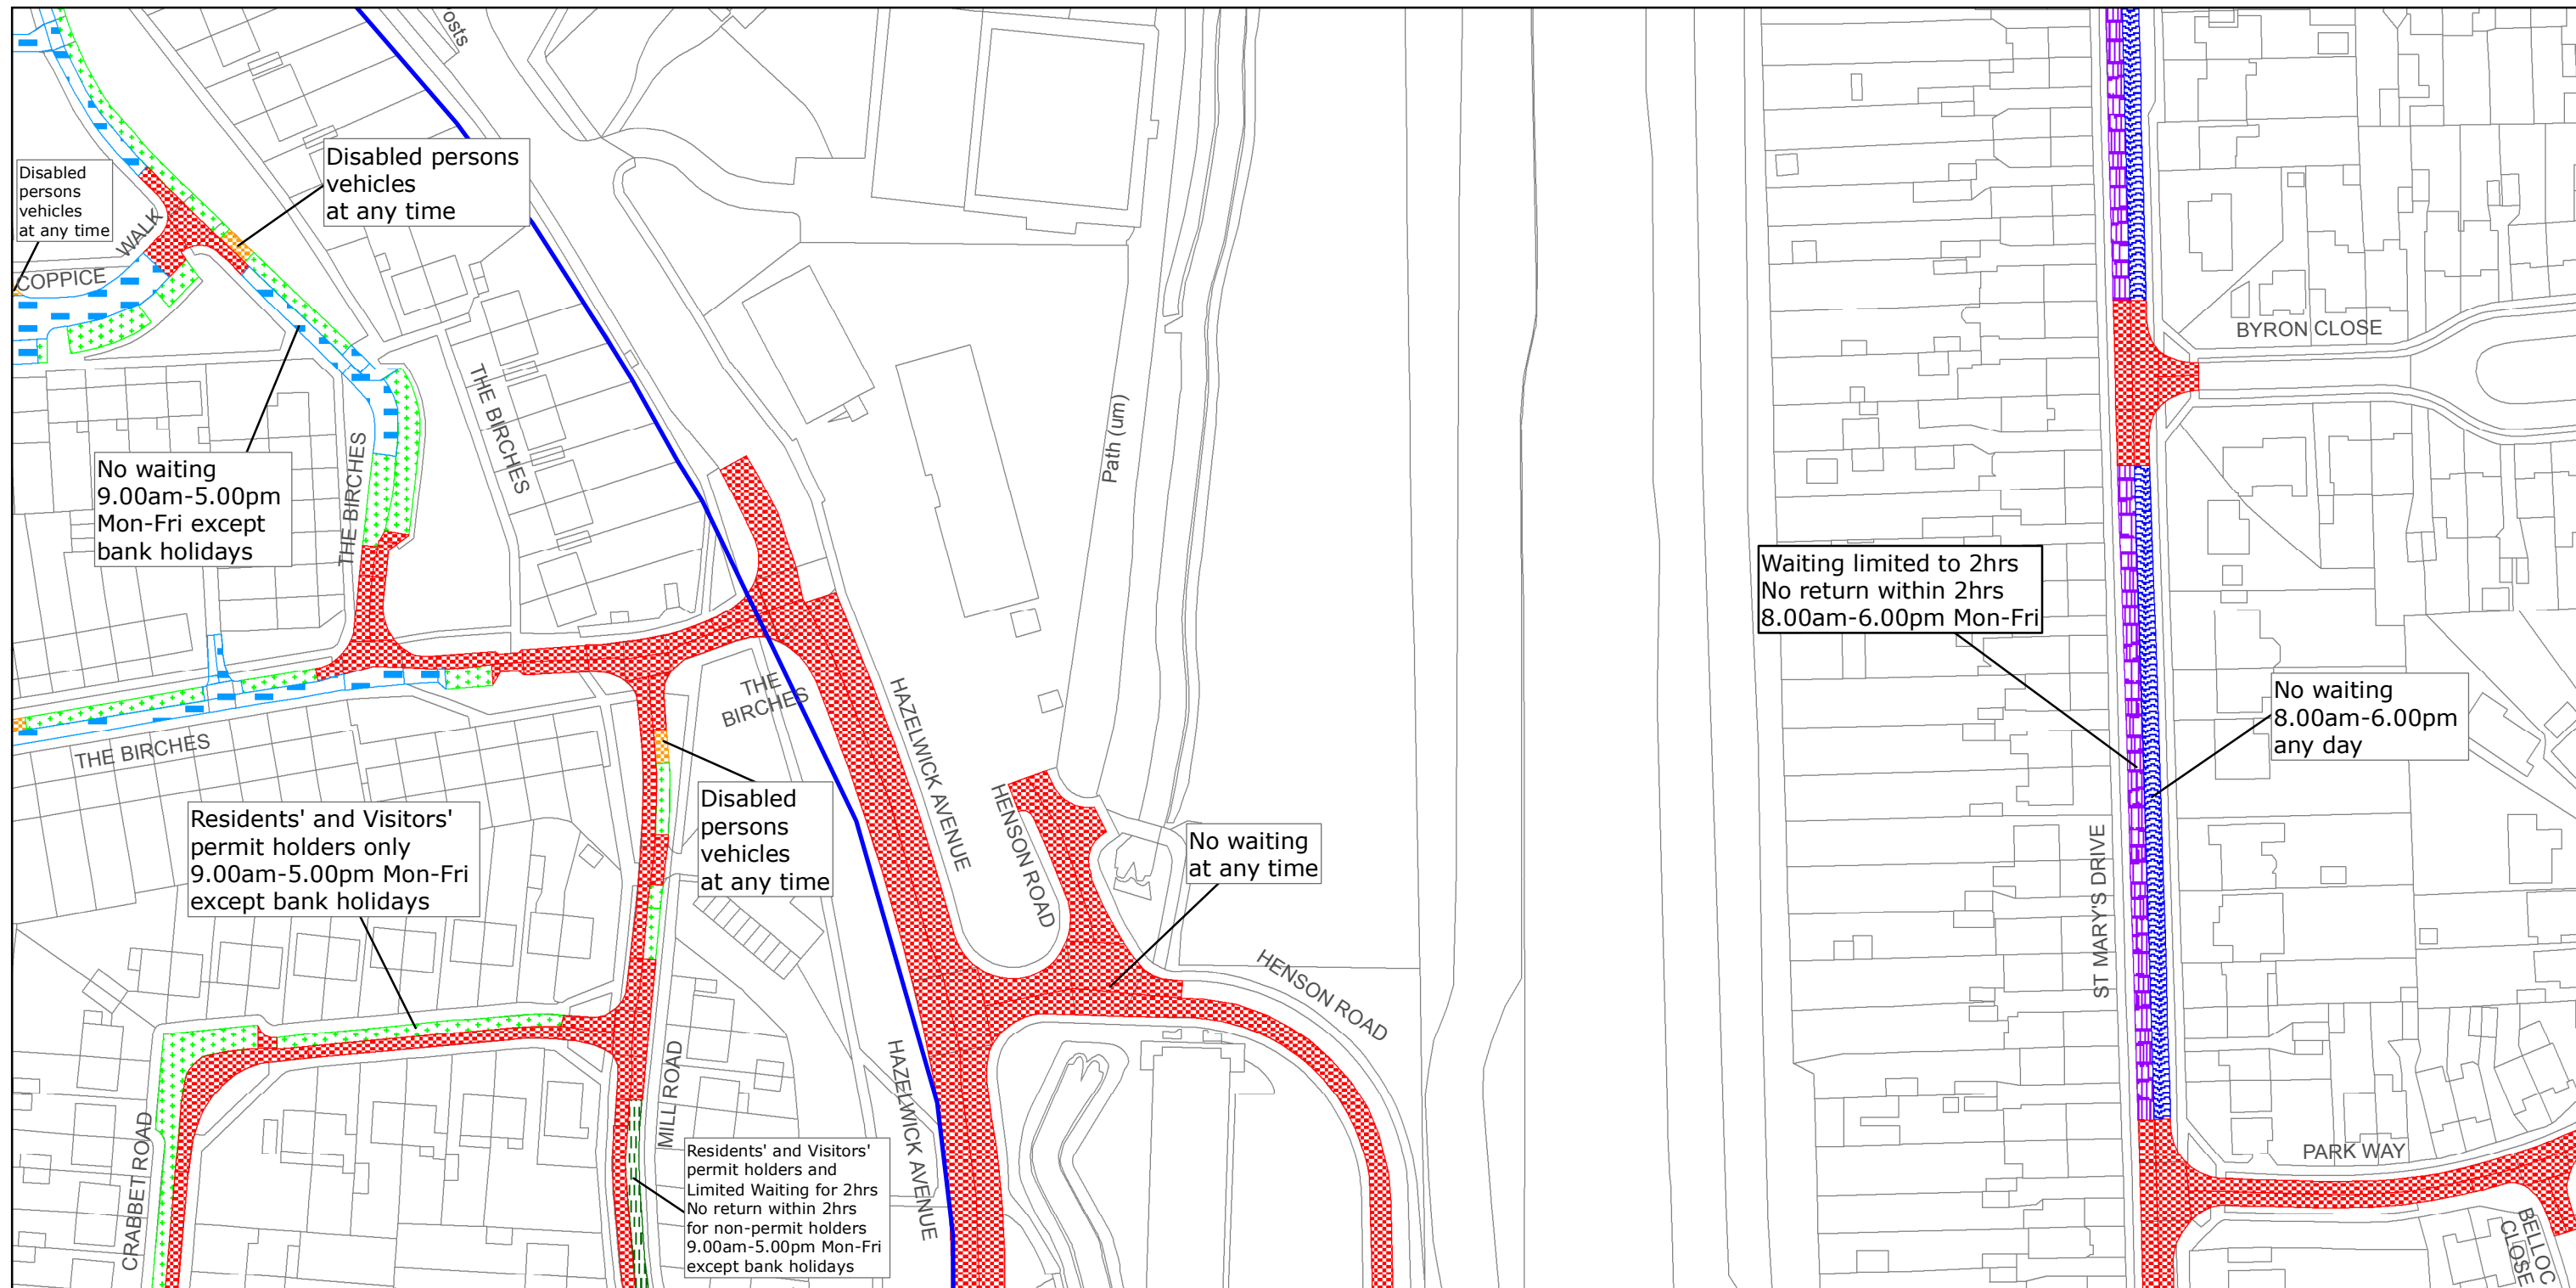 osts
Disabled persons
vehicles
at any time
Disabled
persons
vehicles
at any time
WALK
COPPICE
BYRON CLOSE
THE BIRCHES
Path (um)
THE BIRCHES
No waiting
9.00am-5.00pm
Mon-Fri except
bank holidays
Waiting limited to 2hrs
No return within 2hrs
8.00am-6.00pm Mon-Fri
No waiting
8.00am-6.00pm
any day
THE
BIRCHES
THE BIRCHES
HAZELWICK AVENUE
HENSON ROAD
Disabled
persons
vehicles
at any time
Residents' and Visitors'
permit holders only
9.00am-5.00pm Mon-Fri
except bank holidays
No waiting
at any time
ST MARY'S DRIVE
HENSON ROAD
MILL ROAD
HAZELWICK AVENUE
CRABBET ROAD
Residents' and Visitors'
permit holders and
Limited Waiting for 2hrs
No return within 2hrs
for non-permit holders
9.00am-5.00pm Mon-Fri
except bank holidays
PARK WAY
BELLOC
CLOSE